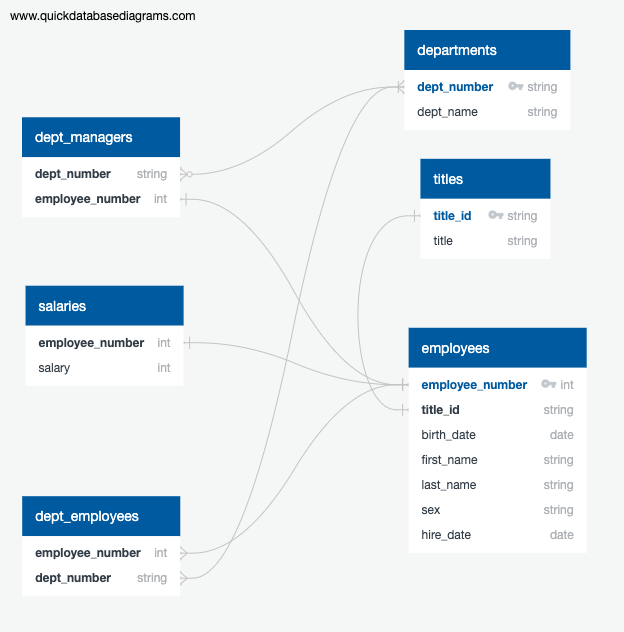 www.quickdatabasediagrams.com
departments
dept_number string
dept_name string
dept_managers
dept_number string
employee_number int
titles
title_id string
title string
salaries
employee_number int
salary int
employees
employee_number int
title_id string
birth_date date
first_name string
last_name string
sex string
hire_date date
dept_employees
employee_number int
dept_number string